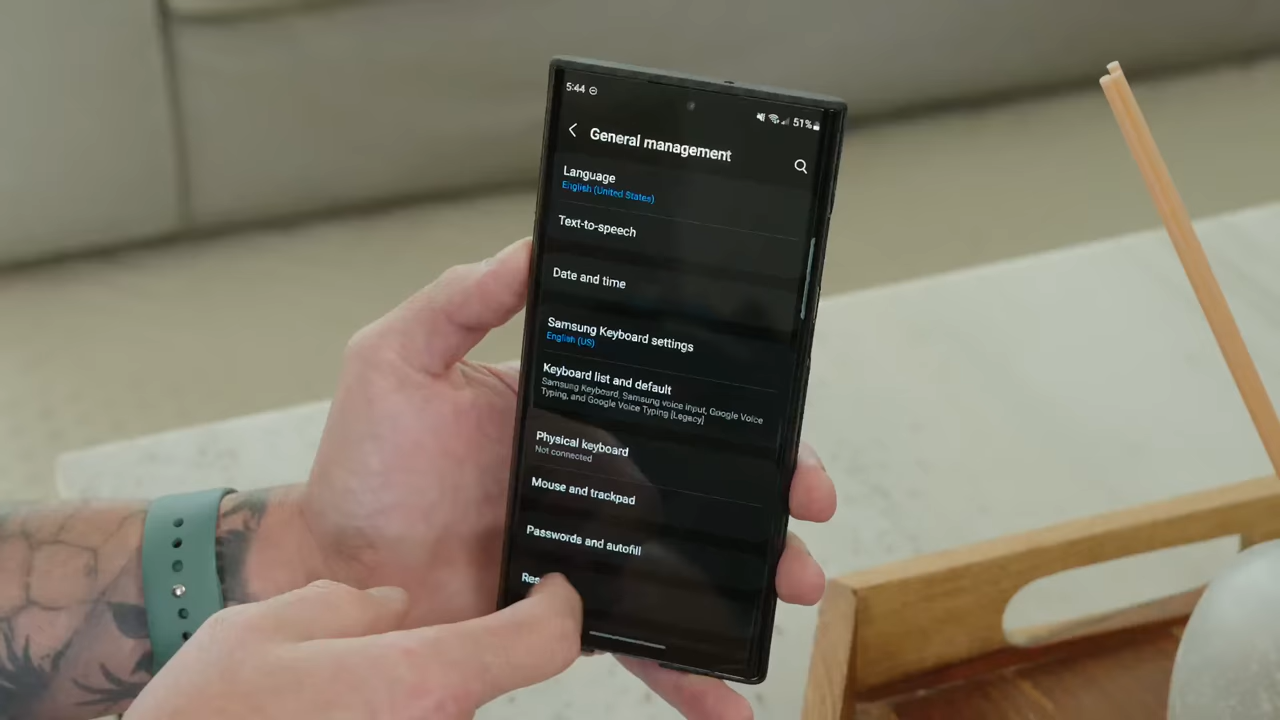 5:44
51%
General management
Language
English (United States)
Text-to-speech
Date and time
Samsung Keyboard settings
English (US)
Keyboard list and default
Samsung Keyboard, Samsung voice input, Google Voice
Typing, and Google Voice Typing [Legacy]
Physical keyboard
Not connected
Mouse and trackpad
Passwords and autofill